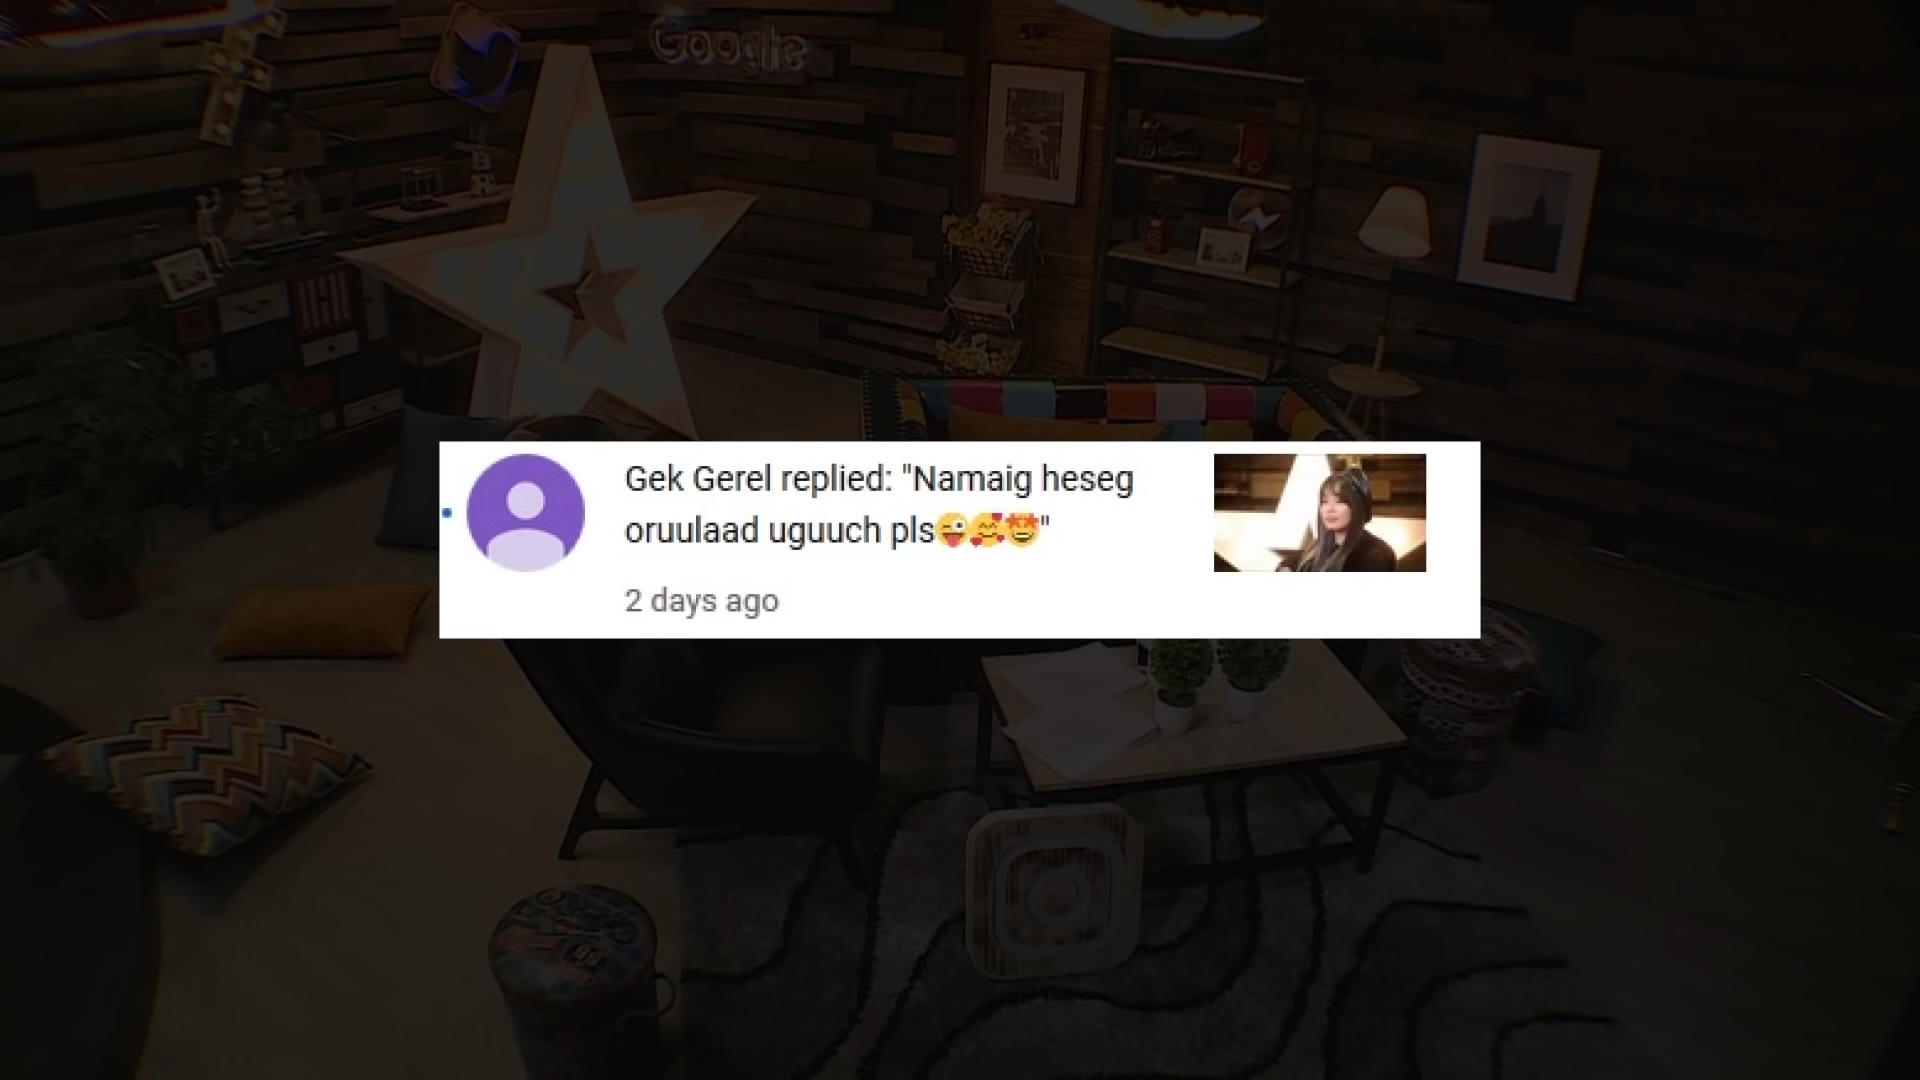 Google
Gek Gerel replied: "Namaig heseg
oruulaad uguuch pls😜🥰🤩"
2 days ago